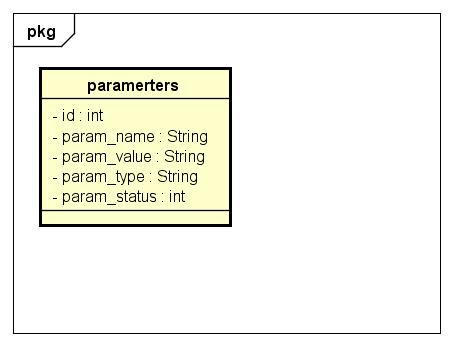 pkg
paramerters
- id : int
- param_name : String
- param_value : String
- param_type : String
- param_status : int